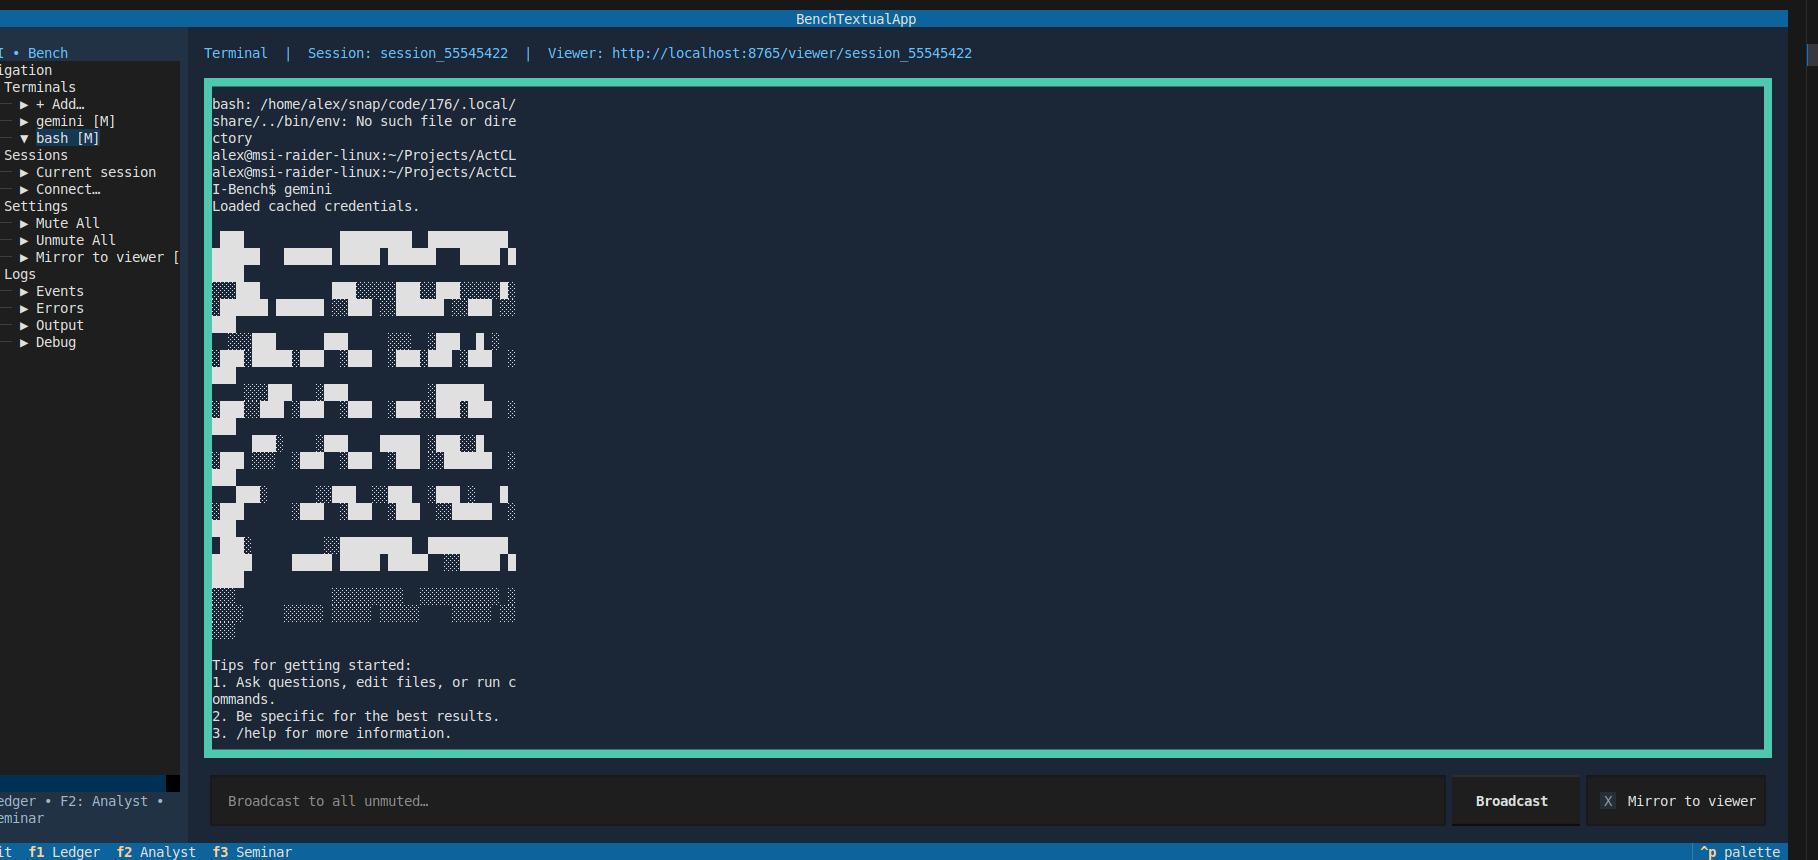 BenchTextualApp
I • Bench
igation
Terminals
▶ + Add…
▶ gemini [M]
▼ bash [M]
Sessions
▶ Current session
▶ Connect…
Settings
▶ Mute All
▶ Unmute All
▶ Mirror to viewer [
Logs
▶ Events
▶ Errors
▶ Output
▶ Debug
edger • F2: Analyst •
eminar
Terminal | Session: session_55545422 | Viewer: http://localhost:8765/viewer/session_55545422
bash: /home/alex/snap/code/176/.local/
share/../bin/env: No such file or dire
ctory
alex@msi-raider-linux:~/Projects/ActCL
alex@msi-raider-linux:~/Projects/ActCL
I-Bench$ gemini
Loaded cached credentials.
Tips for getting started:
1. Ask questions, edit files, or run c
ommands.
2. Be specific for the best results.
3. /help for more information.
Broadcast to all unmuted…
Broadcast
X Mirror to viewer
it f1 Ledger f2 Analyst f3 Seminar
^p palette